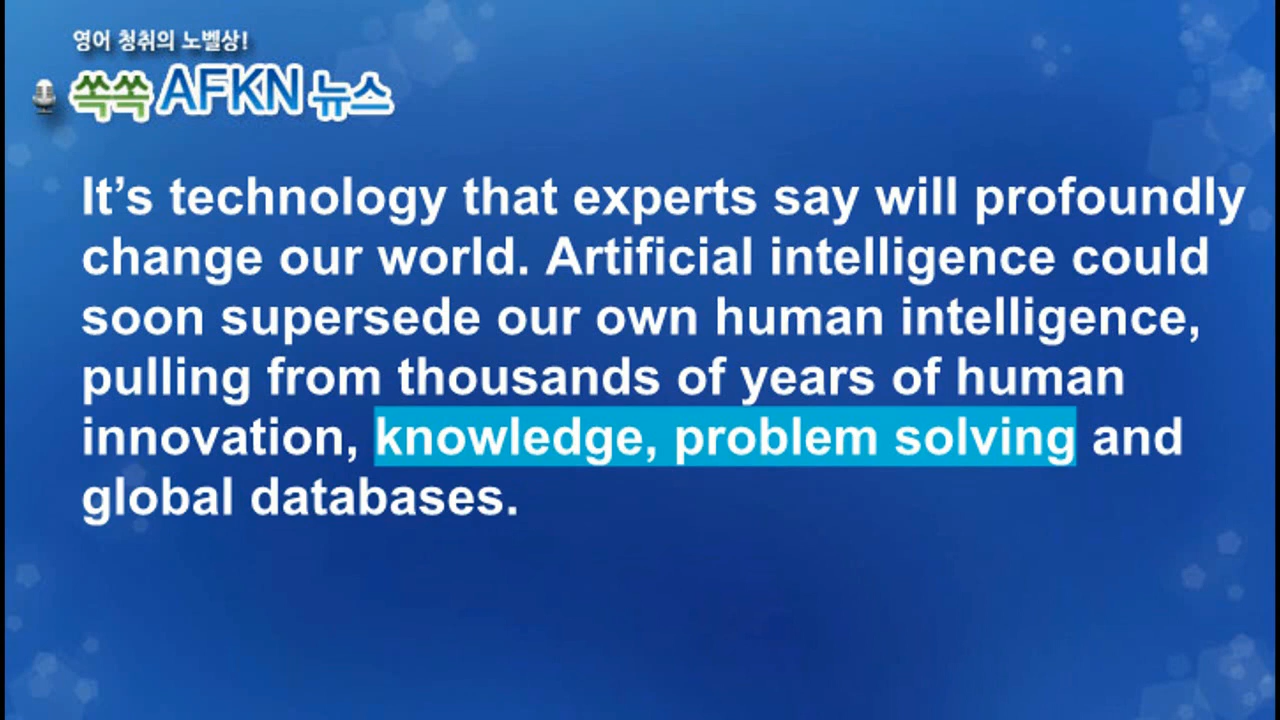 영어 청취의 노벨상!
쏙쏙 AFKN 뉴스
It’s technology that experts say will profoundly
change our world. Artificial intelligence could
soon supersede our own human intelligence,
pulling from thousands of years of human
innovation, knowledge, problem solving and
global databases.